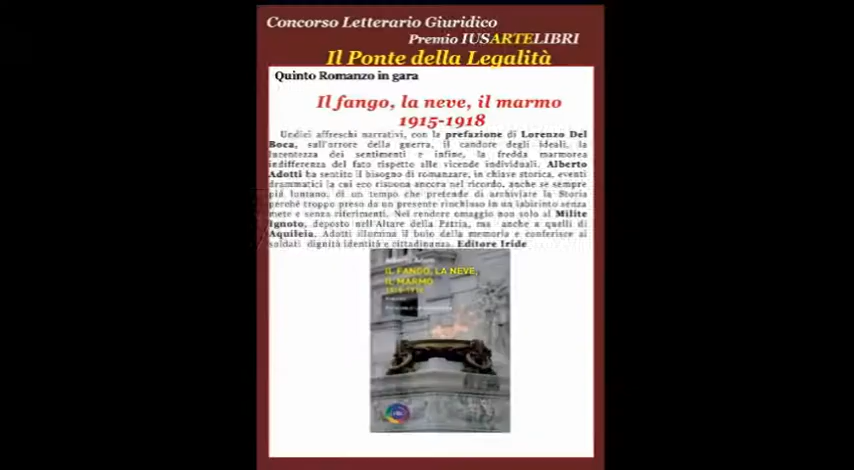 Concorso Letterario Giuridico
Premio IUSARTELIBRI
Il Ponte della Legalità
Quinto Romanzo in gara
Il fango, la neve, il marmo
1915-1918
Undici affreschi narrativi, con la prefazione di Lorenzo Del
Boca, sull'orrore della guerra, il candore degli ideali, la
lucentezza dei sentimenti e infine, la fredda marmorea
indifferenza del fato rispetto alle vicende individuali. Alberto
Adotti ha sentito il bisogno di romanzare, in chiave storica, eventi
drammatici la cui eco risuona ancora nel ricordo, anche se sempre
più lontano, di un tempo che pretende di archiviare la Storia
perché troppo preso da un presente rinchiuso in un labirinto senza
mete e senza riferimenti. Nel rendere omaggio non solo al Milite
Ignoto, deposto nell'Altare della Patria, ma anche a quelli di
Aquileia, Adotti illumina il buio della memoria e conferisce ai
soldati dignità identità e cittadinanza. Editore Iride
IL FANGO, LA NEVE,
IL MARMO
1915-1918